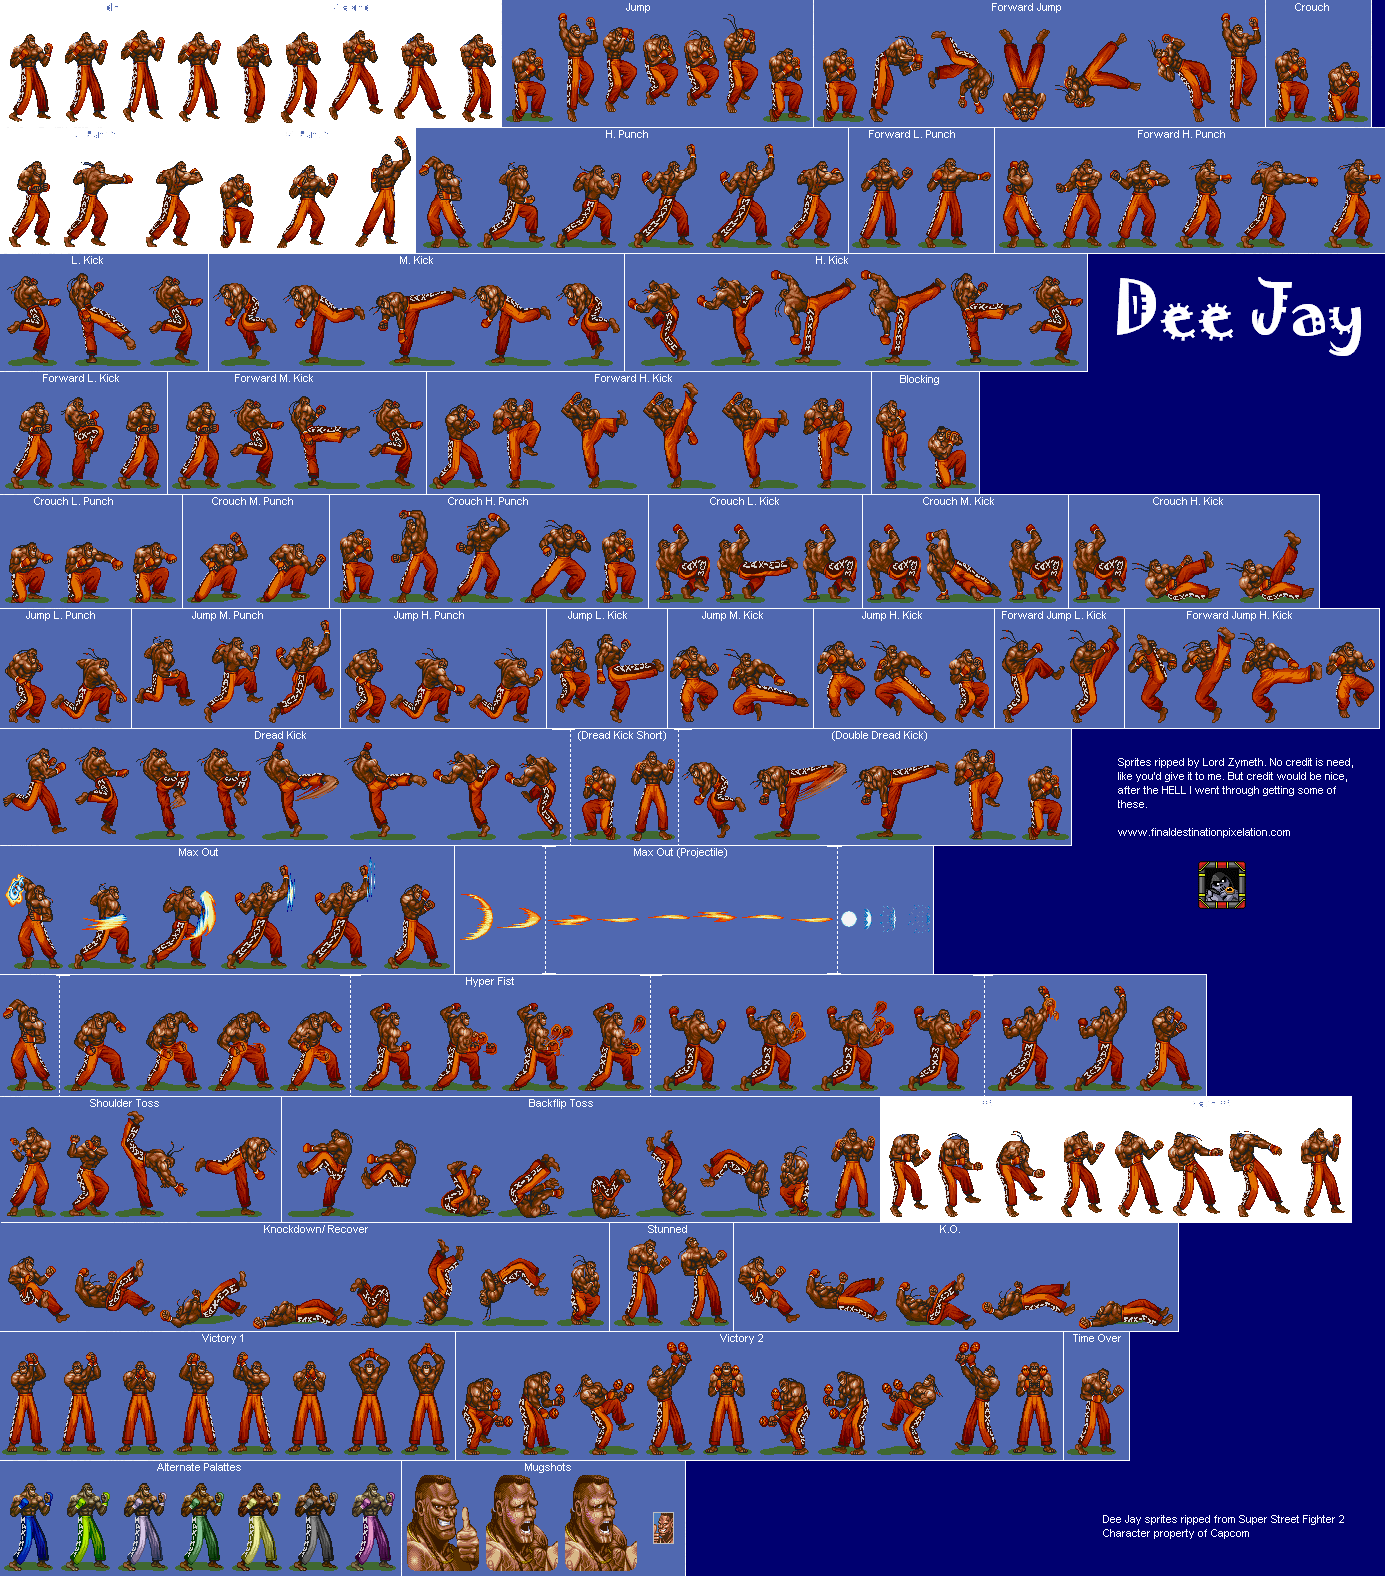 Jump
Forward Jump
Crouch
H. Punch
Forward L. Punch
Forward H. Punch
L. Kick
M. Kick
H. Kick
Dee Jay
Forward L. Kick
Forward M. Kick
Forward H. Kick
Blocking
Crouch L. Punch
Crouch M. Punch
Crouch H. Punch
Crouch L. Kick
Crouch M. Kick
Crouch H. Kick
Jump L. Punch
Jump M. Punch
Jump H. Punch
Jump L. Kick
Jump M. Kick
Jump H. Kick
Forward Jump L. Kick
Forward Jump H. Kick
Dread Kick
(Dread Kick Short)
(Double Dread Kick)
Sprites ripped by Lord Zymeth. No credit is need,
like you'd give it to me. But credit would be nice,
after the HELL I went through getting some of
these.
www.finaldestinationpixelation.com
Max Out
Max Out (Projectile)
Hyper Fist
Shoulder Toss
Backflip Toss
Knockdown/ Recover
Stunned
K.O.
Victory 1
Victory 2
Time Over
Alternate Palattes
Mugshots
Dee Jay sprites ripped from Super Street Fighter 2
Character property of Capcom